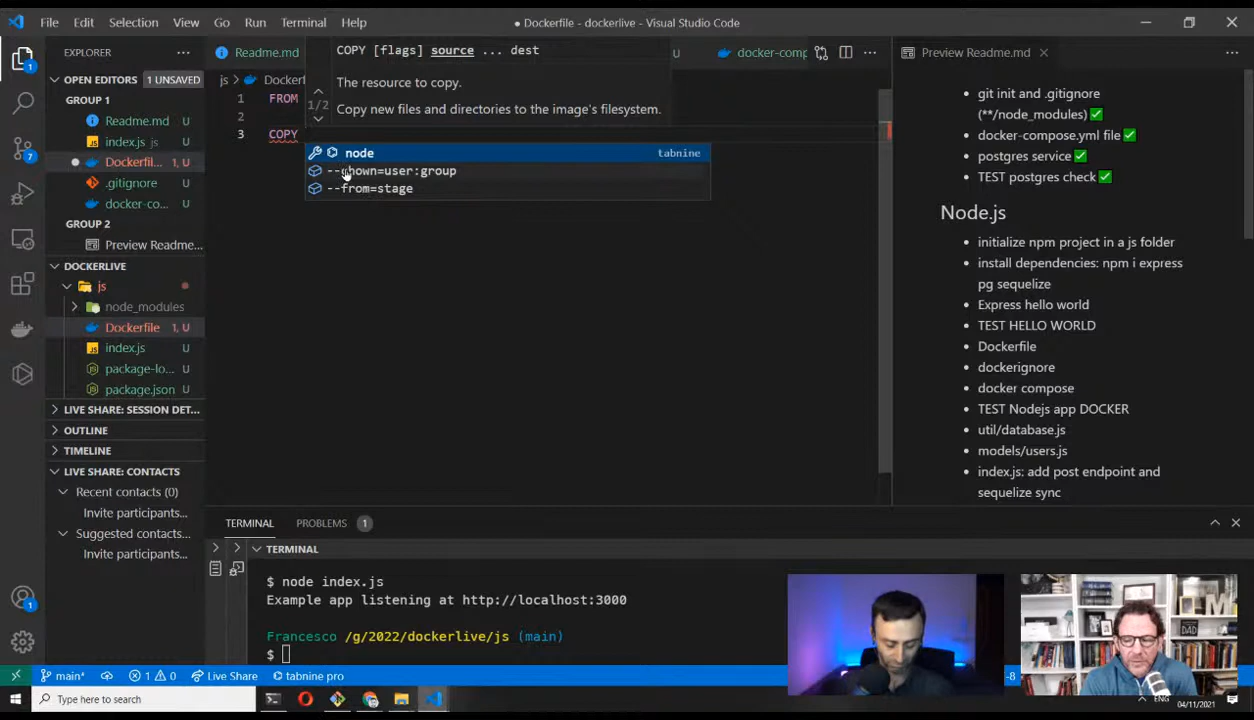 File Edit Selection View Go Run Terminal Help
● Dockerfile - dockerlive - Visual Studio Code
EXPLORER
OPEN EDITORS 1 UNSAVED
GROUP 1
Readme.md U
index.js js U
Dockerfil... 1, U
.gitignore U
docker-co... U
GROUP 2
Preview Readme...
DOCKERLIVE
js
node_modules
Dockerfile 1, U
index.js U
package-lo... U
package.json U
LIVE SHARE: SESSION DET...
OUTLINE
TIMELINE
LIVE SHARE: CONTACTS
Recent contacts (0)
Invite participants...
Suggested contacts...
Invite participants...
Readme.md
U
docker-comp
js > Dockerf
1 FROM
2
3 COPY
COPY [flags] source ... dest
The resource to copy.
1/2
Copy new files and directories to the image's filesystem.
node tabnine
--chown=user:group
--from=stage
Preview Readme.md
git init and .gitignore
(**/node_modules) ✅
docker-compose.yml file ✅
postgres service ✅
TEST postgres check ✅
Node.js
initialize npm project in a js folder
install dependencies: npm i express
pg sequelize
Express hello world
TEST HELLO WORLD
Dockerfile
dockerignore
docker compose
TEST Nodejs app DOCKER
util/database.js
models/users.js
index.js: add post endpoint and
sequelize sync
TERMINAL PROBLEMS 1
TERMINAL
$ node index.js
Example app listening at http://localhost:3000
Francesco /g/2022/dockerlive/js (main)
$
main* 1 0 Live Share tabnine pro
-8
Type here to search
ENG
04/11/2021
DAD